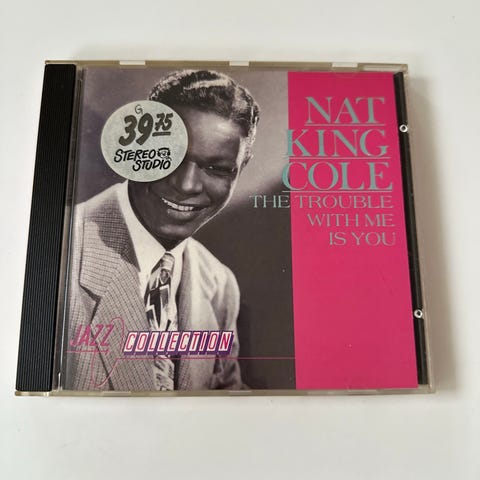 NAT
KING
COLE
THE TROUBLE
WITH ME
IS YOU
G
39 75
STEREO
STUDIO
JAZZ COLLECTION